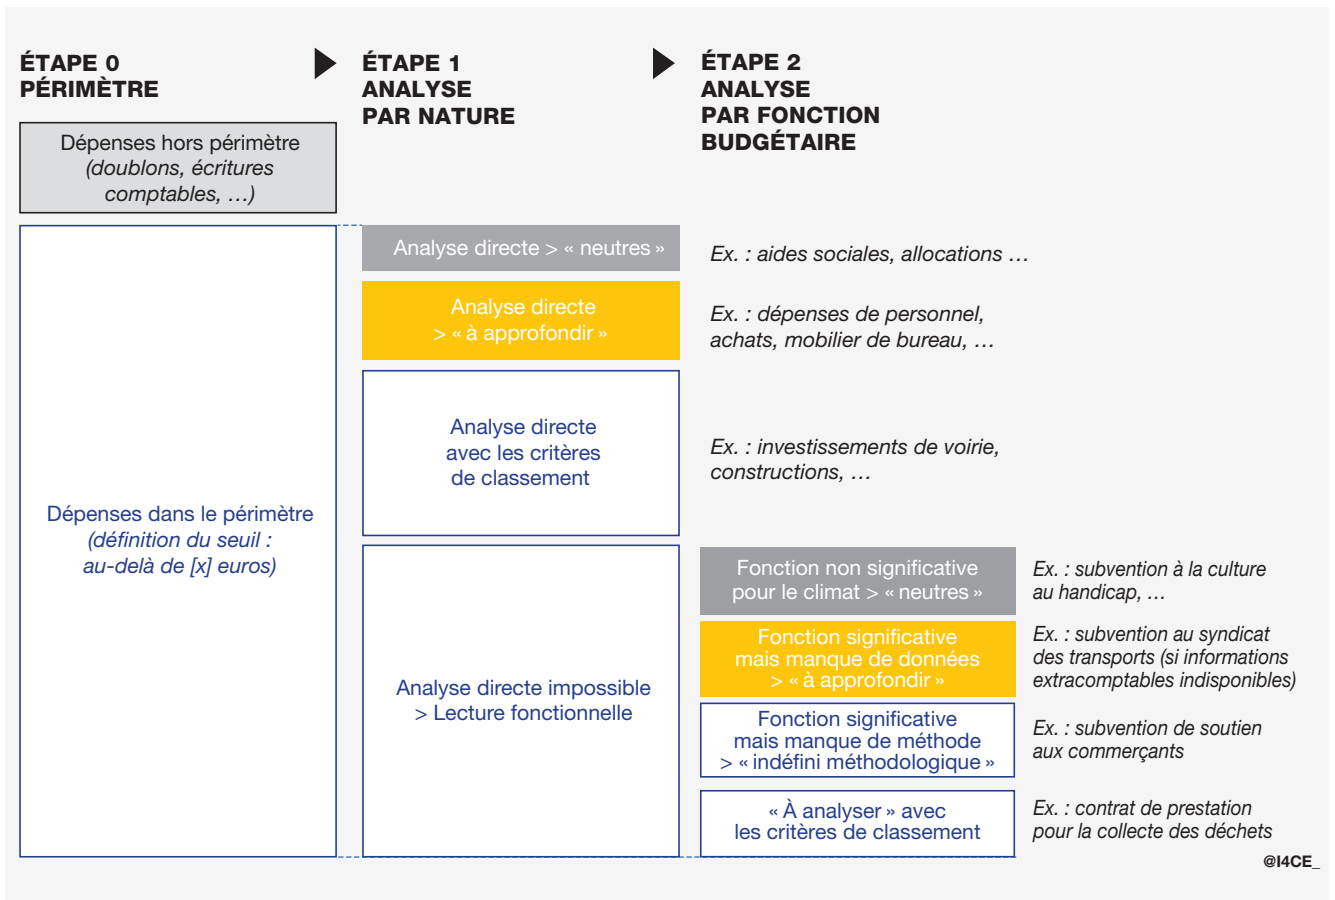 ÉTAPE 0
PÉRIMÈTRE
Dépenses hors périmètre
(doublons, écritures
comptables, …)
Dépenses dans le périmètre
(définition du seuil :
au-delà de [x] euros)
ÉTAPE 1
ANALYSE
PAR NATURE
Analyse directe > « neutres »
Analyse directe
> « à approfondir »
Analyse directe
avec les critères
de classement
Analyse directe impossible
> Lecture fonctionnelle
ÉTAPE 2
ANALYSE
PAR FONCTION
BUDGÉTAIRE
Ex. : aides sociales, allocations …
Ex. : dépenses de personnel,
achats, mobilier de bureau, …
Ex. : investissements de voirie,
constructions, …
Fonction non significative
pour le climat > « neutres »
Ex. : subvention à la culture
au handicap, …
Fonction significative
mais manque de données
> « à approfondir »
Ex. : subvention au syndicat
des transports (si informations
extracomptables indisponibles)
Fonction significative
mais manque de méthode
> « indéfini méthodologique »
Ex. : subvention de soutien
aux commerçants
« À analyser » avec
les critères de classement
Ex. : contrat de prestation
pour la collecte des déchets
@I4CE_